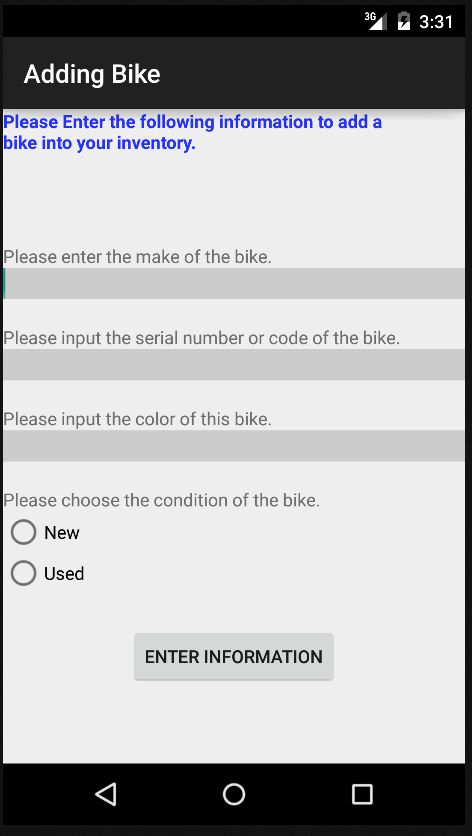 3G 3:31
Adding Bike
Please Enter the following information to add a
bike into your inventory.
Please enter the make of the bike.
Please input the serial number or code of the bike.
Please input the color of this bike.
Please choose the condition of the bike.
New
Used
ENTER INFORMATION